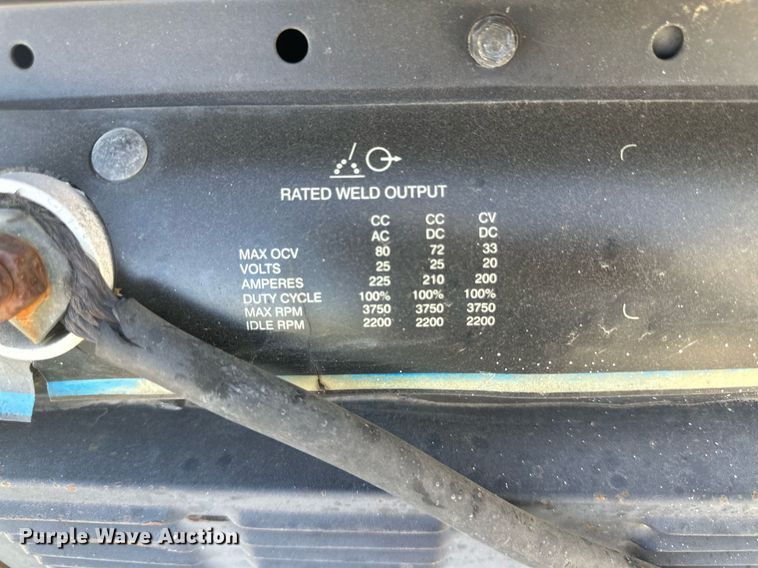 RATED WELD OUTPUT
CC CC CV
AC DC DC
MAX OCV 80 72 33
VOLTS 25 25 20
AMPERES 225 210 200
DUTY CYCLE 100% 100% 100%
MAX RPM 3750 3750 3750
IDLE RPM 2200 2200 2200
Purple Wave Auction